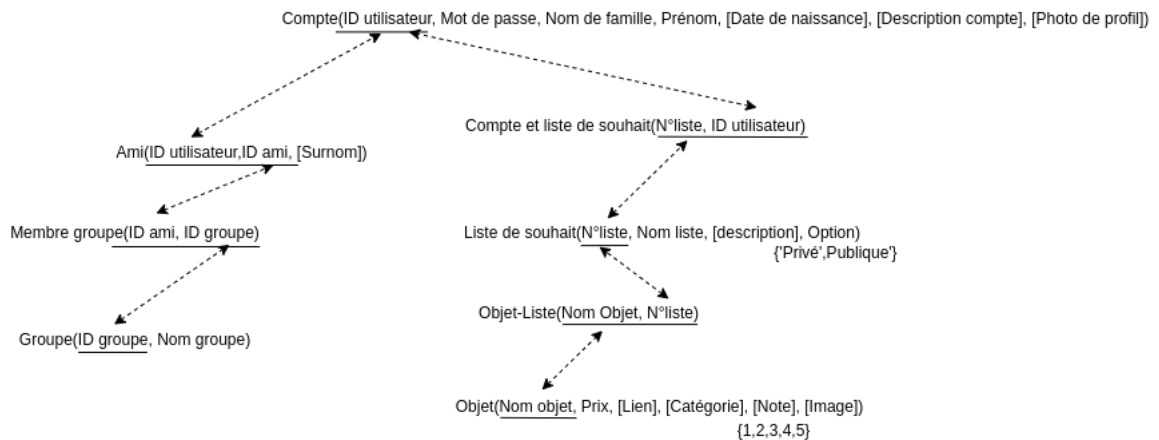 Compte(ID utilisateur, Mot de passe, Nom de famille, Prénom, [Date de naissance], [Description compte], [Photo de profil])
Compte et liste de souhait(N°liste, ID utilisateur)
Ami(ID utilisateur,ID ami, [Surnom])
Membre groupe(ID ami, ID groupe)
Liste de souhait(N°liste, Nom liste, [description], Option)
{'Privé',Publique'}
Objet-Liste(Nom Objet, N°liste)
Groupe(ID groupe, Nom groupe)
Objet(Nom objet, Prix, [Lien], [Catégorie], [Note], [Image])
{1,2,3,4,5}